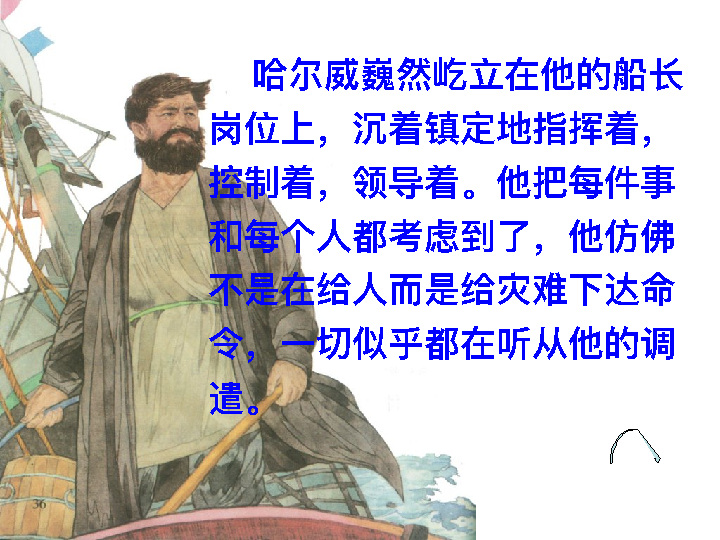 哈尔威巍然屹立在他的船长
岗位上，沉着镇定地指挥着，
控制着，领导着。他把每件事
和每个人都考虑到了，他仿佛
不是在给人而是给灾难下达命
令，一切似乎都在听从他的调
遣。
36